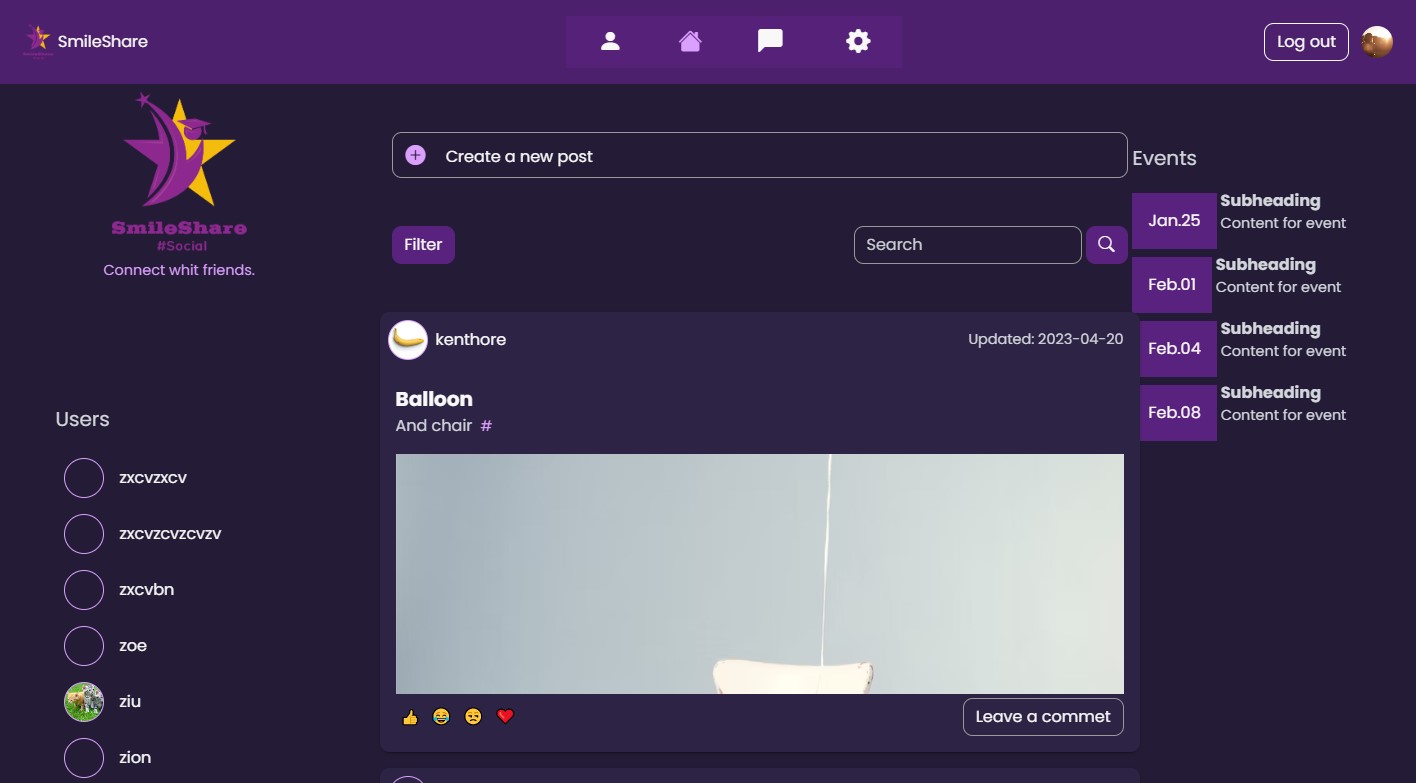 SmileShare
Log out
SmileShare
#Social
Connect whit friends.
Users
zxcvzxcv
zxcvzcvzcvzv
zxcvbn
zoe
ziu
zion
Create a new post
Filter
Search
kenthore
Updated: 2023-04-20
Balloon
And chair #
Leave a commet
Events
Jan.25
Subheading
Content for event
Feb.01
Subheading
Content for event
Feb.04
Subheading
Content for event
Feb.08
Subheading
Content for event